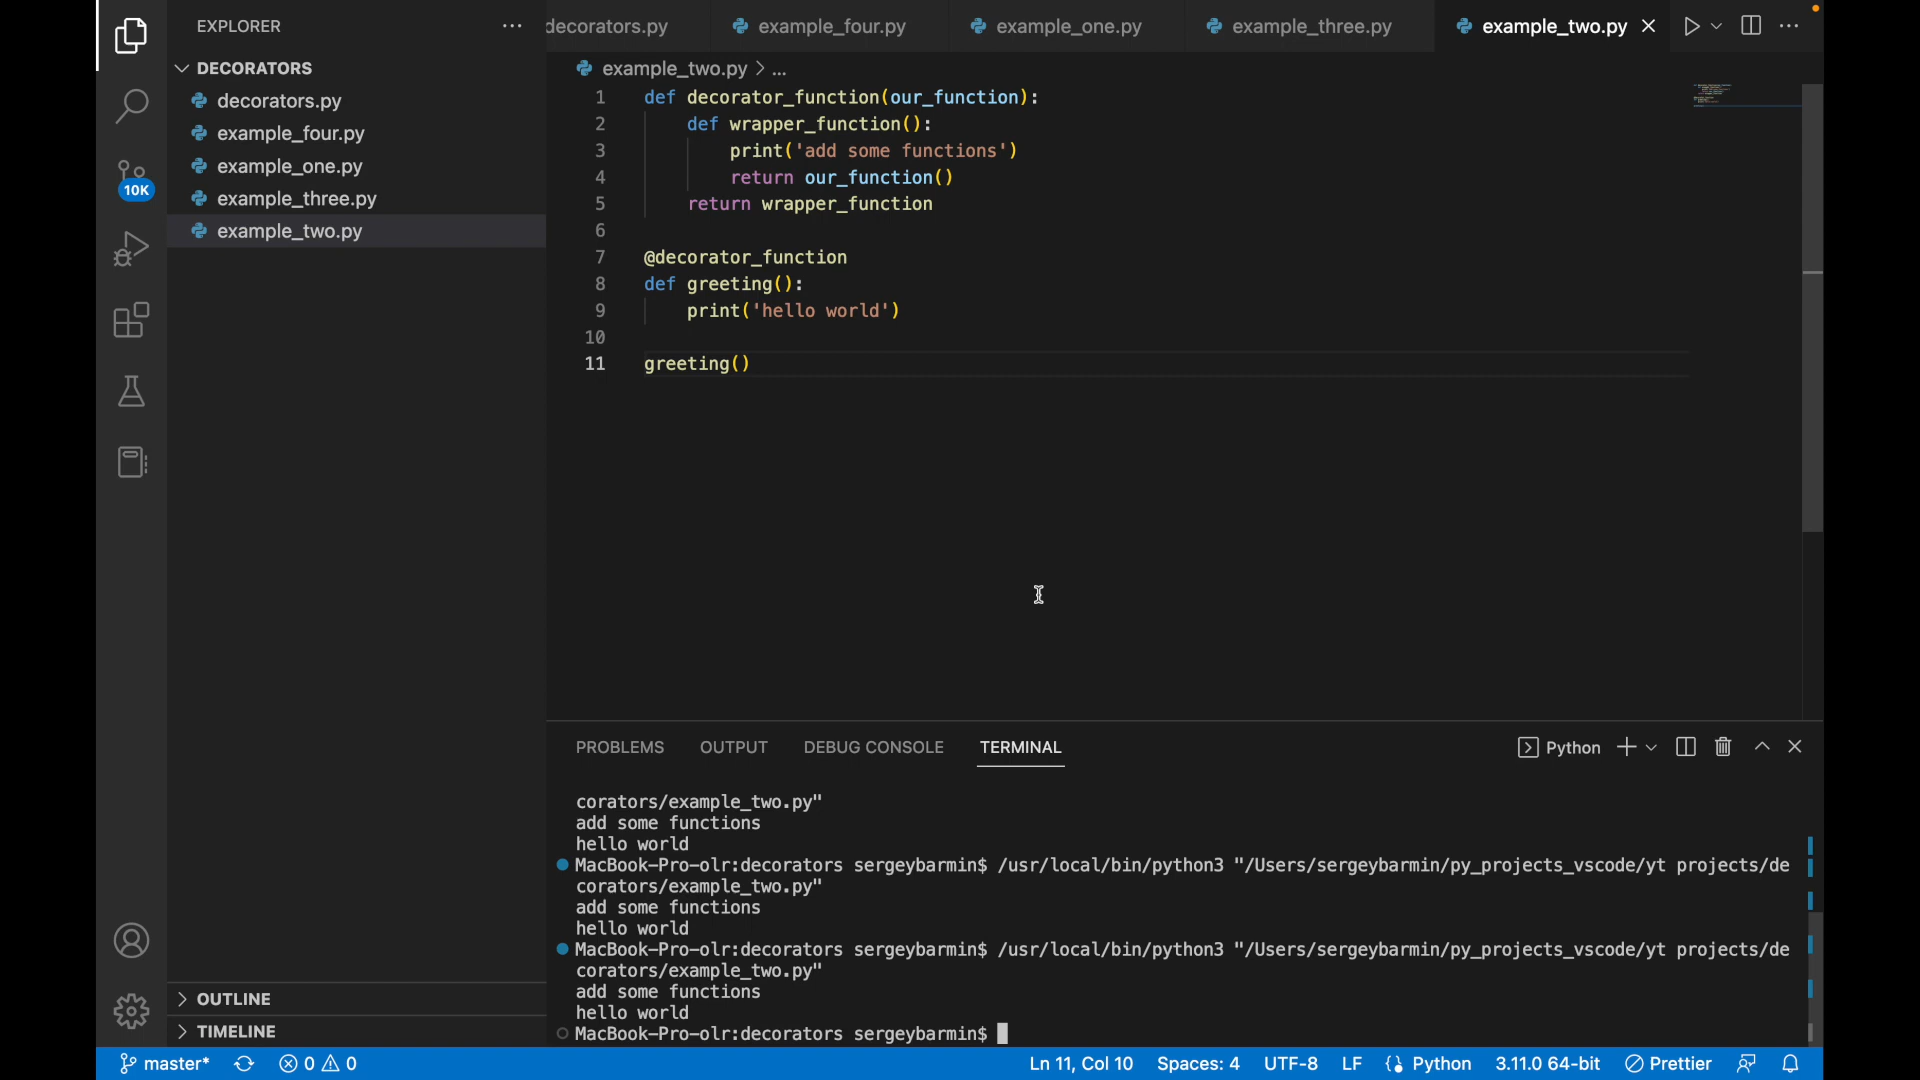 EXPLORER
DECORATORS
decorators.py
example_four.py
example_one.py
example_three.py
example_two.py
OUTLINE
TIMELINE
10K
decorators.py
example_four.py
example_one.py
example_three.py
example_two.py
example_two.py > ...
1 def decorator_function(our_function):
2 def wrapper_function():
3 print('add some functions')
4 return our_function()
5 return wrapper_function
6
7 @decorator_function
8 def greeting():
9 print('hello world')
10
11 greeting()
PROBLEMS OUTPUT DEBUG CONSOLE TERMINAL
Python
corators/example_two.py"
add some functions
hello world
MacBook-Pro-olr:decorators sergeybarmin$ /usr/local/bin/python3 "/Users/sergeybarmin/py_projects_vscode/yt projects/de
corators/example_two.py"
add some functions
hello world
MacBook-Pro-olr:decorators sergeybarmin$ /usr/local/bin/python3 "/Users/sergeybarmin/py_projects_vscode/yt projects/de
corators/example_two.py"
add some functions
hello world
MacBook-Pro-olr:decorators sergeybarmin$
master* 0 0 Ln 11, Col 10 Spaces: 4 UTF-8 LF Python 3.11.0 64-bit Prettier